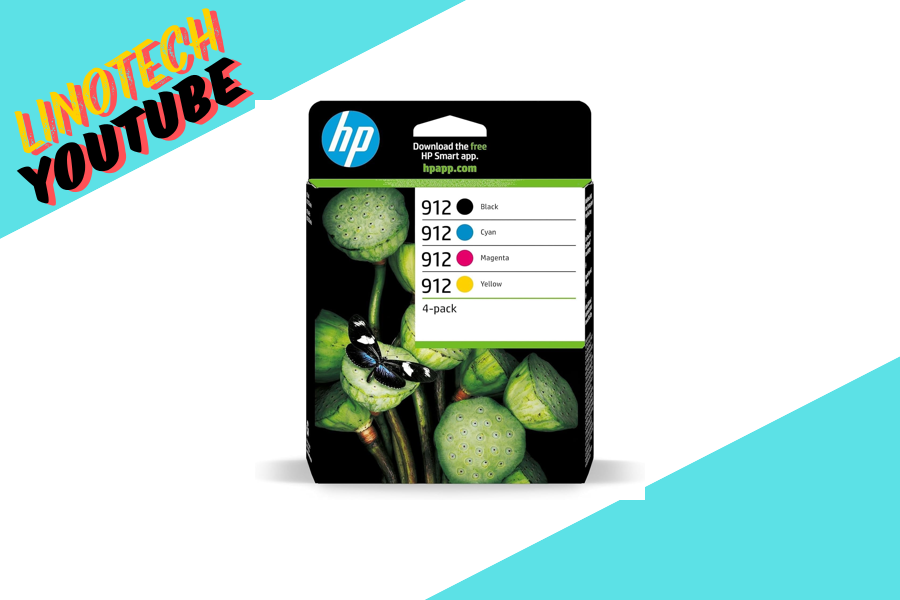 LINOTECH
YOUTUBE
hp
Download the free
HP Smart app.
hpapp.com
912 Black
912 Cyan
912 Magenta
912 Yellow
4-pack